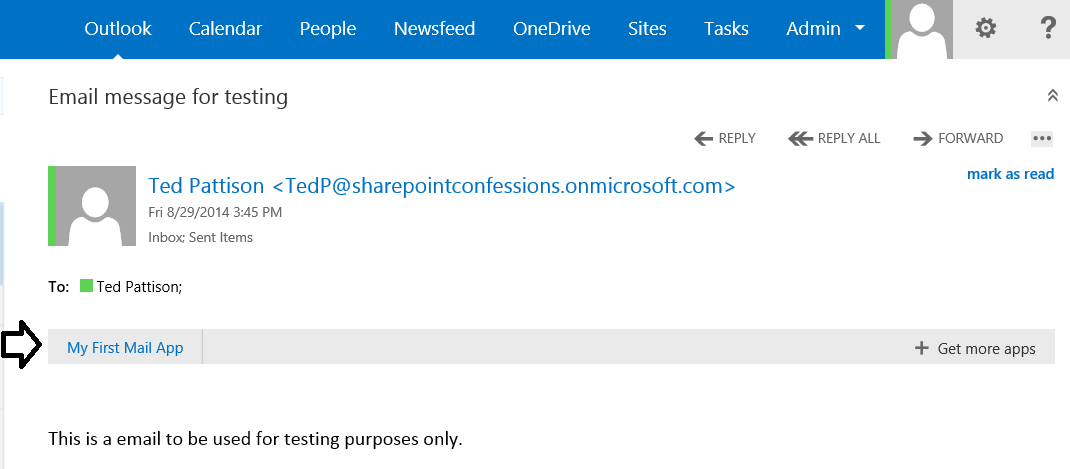 Outlook Calendar People Newsfeed OneDrive Sites Tasks Admin ?
Email message for testing
REPLY REPLY ALL FORWARD •••
Ted Pattison <TedP@sharepointconfessions.onmicrosoft.com> mark as read
Fri 8/29/2014 3:45 PM
Inbox; Sent Items
To: Ted Pattison;
My First Mail App + Get more apps
This is a email to be used for testing purposes only.